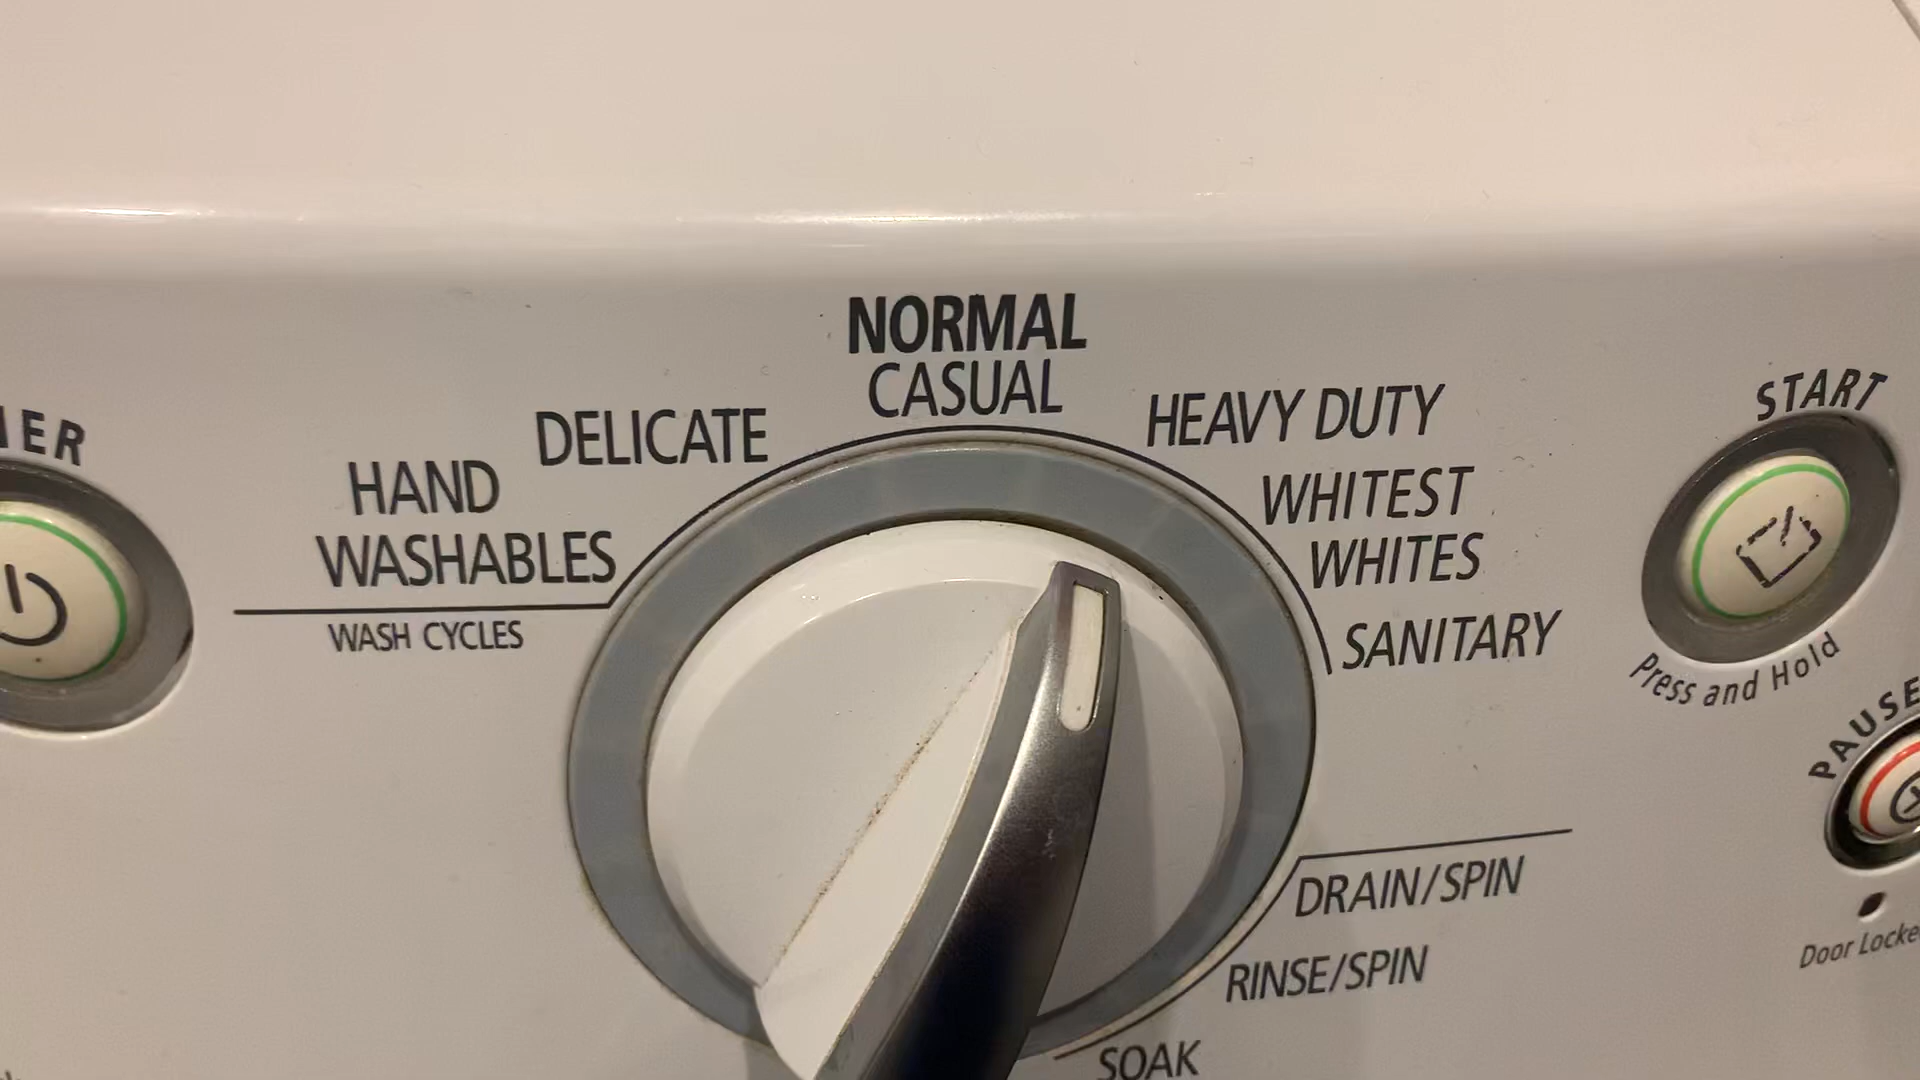 NORMAL
CASUAL
DELICATE
HEAVY DUTY
HAND
WASHABLES
WASH CYCLES
WHITEST
WHITES
SANITARY
START
Press and Hold
PAUSE
DRAIN/SPIN
RINSE/SPIN
SOAK
Door